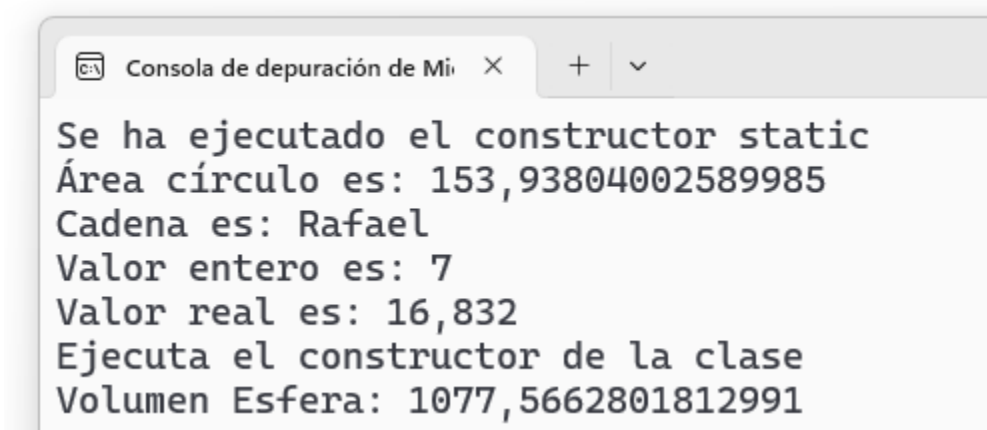 Consola de depuración de Mi
Se ha ejecutado el constructor static
Área círculo es: 153,93804002589985
Cadena es: Rafael
Valor entero es: 7
Valor real es: 16,832
Ejecuta el constructor de la clase
Volumen Esfera: 1077,5662801812991